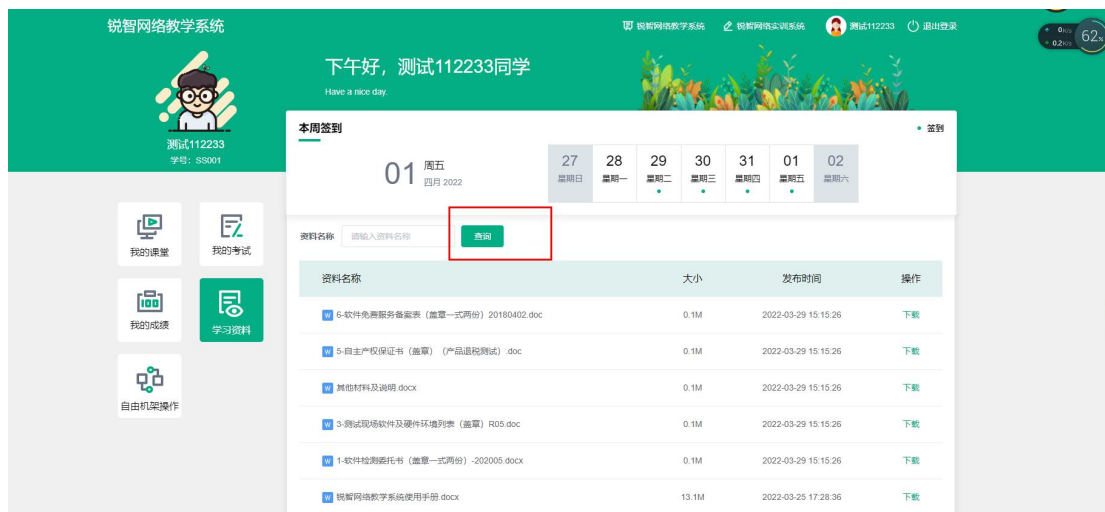 锐智网络教学系统 锐智网络教学系统 锐智网络实训系统 测试112233 退出登录
0K/s
0.2K/s
62%
下午好，测试112233同学
Have a nice day.
测试112233
学号：SS001
本周签到 签到
01 周五
四月 2022
27 28 29 30 31 01 02
星期日 星期一 星期二 星期三 星期四 星期五 星期六
我的课堂 我的考试
我的成绩 学习资料
自由机架操作
资料名称 请输入资料名称 查询
资料名称 大小 发布时间 操作
W 6-软件免费服务备案表（盖章一式两份）20180402.doc 0.1M 2022-03-29 15:15:26 下载
W 5-自主产权保证书（盖章）（产品退税测试）.doc 0.1M 2022-03-29 15:15:26 下载
W 其他材料及说明.docx 0.1M 2022-03-29 15:15:26 下载
W 3-测试现场软件及硬件环境列表（盖章）R05.doc 0.1M 2022-03-29 15:15:26 下载
W 1-软件检测委托书（盖章一式两份）-202005.docx 0.1M 2022-03-29 15:15:26 下载
W 锐智网络教学系统使用手册.docx 13.1M 2022-03-25 17:28:36 下载